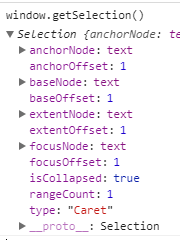 window.getSelection()
▼ Selection {anchorNode: te
▶ anchorNode: text
anchorOffset: 1
▶ baseNode: text
baseOffset: 1
▶ extentNode: text
extentOffset: 1
▶ focusNode: text
focusOffset: 1
isCollapsed: true
rangeCount: 1
type: "Caret"
▶ __proto__: Selection